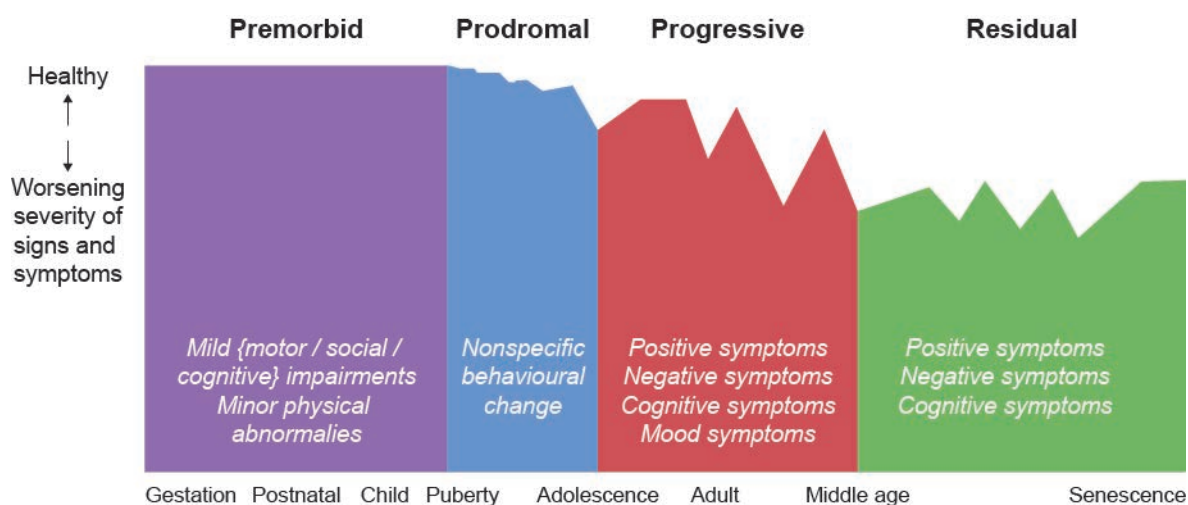 Premorbid Prodromal Progressive Residual
Healthy
Worsening
severity of
signs and
symptoms
Mild {motor / social /
cognitive} impairments
Minor physical
abnormalies
Nonspecific
behavioural
change
Positive symptoms
Negative symptoms
Cognitive symptoms
Mood symptoms
Positive symptoms
Negative symptoms
Cognitive symptoms
Gestation Postnatal Child Puberty Adolescence Adult Middle age Senescence